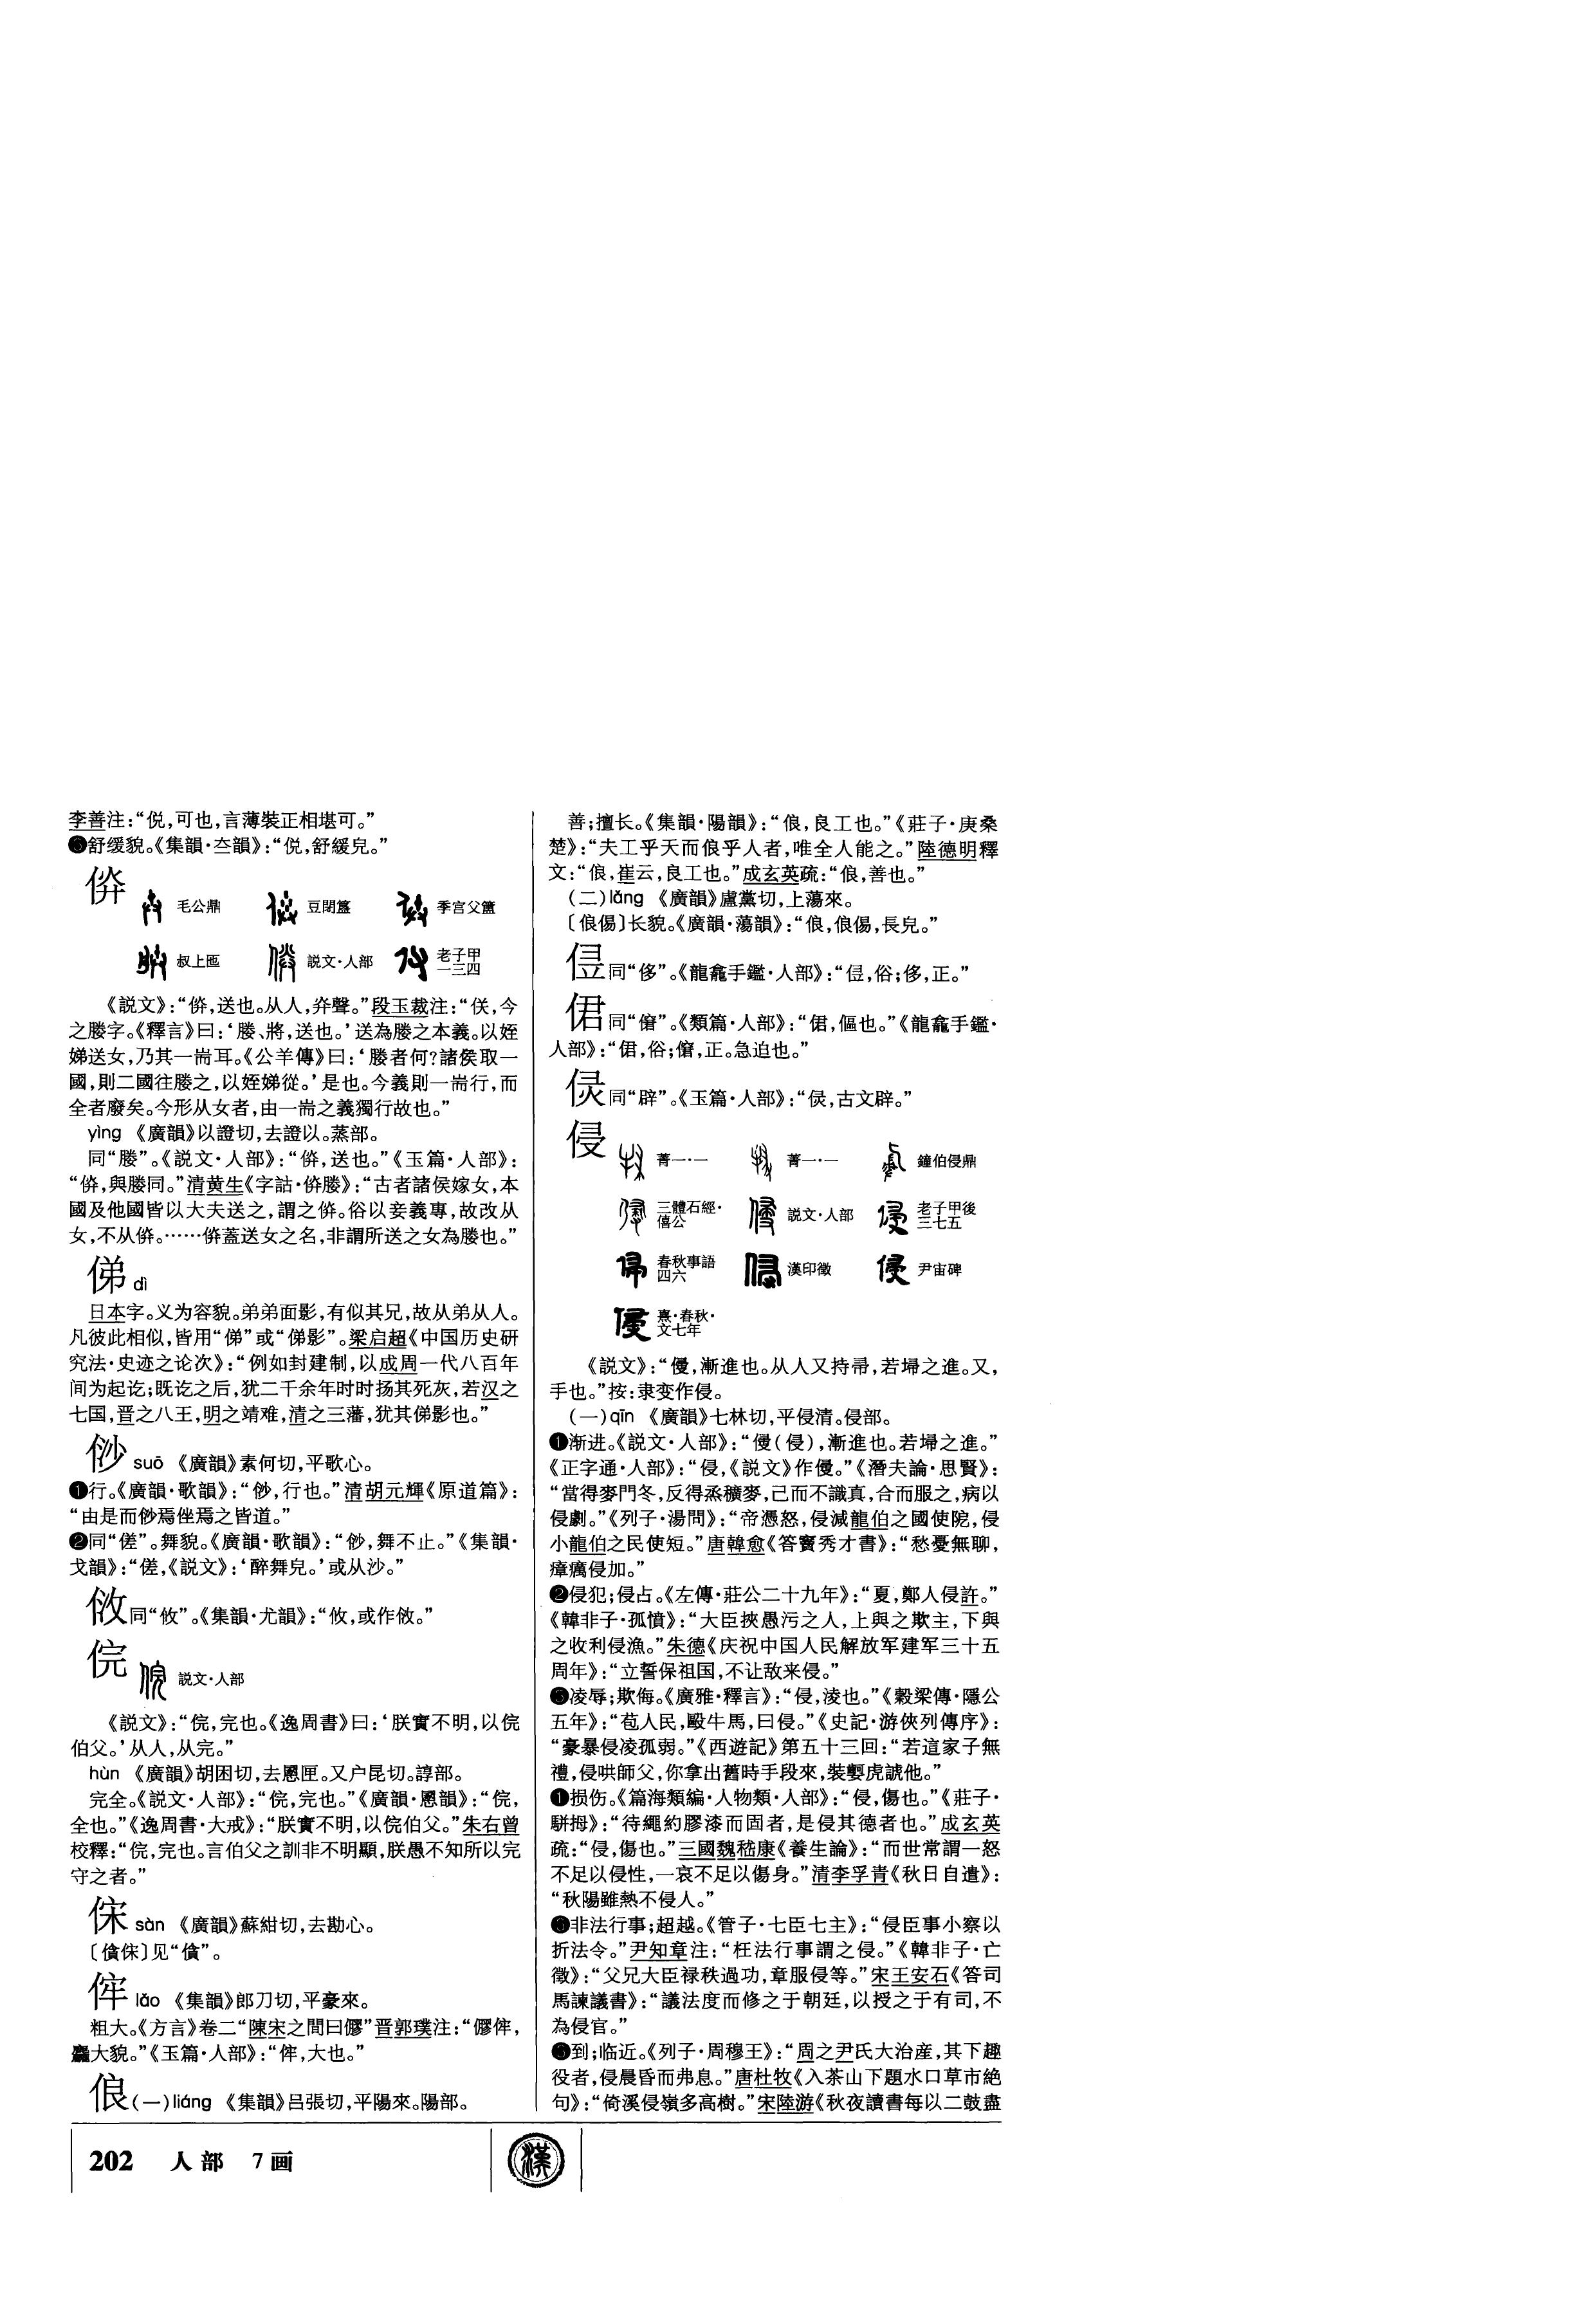 李善注：“侻，可也，言薄裝正相堪可。”
❸舒缓貌。《集韻·夳韻》：“侻，舒緩皃。”
倴
毛公鼎 豆閉簋 季宫父簠
叔上匜 説文·人部 老子甲一三四
《説文》：“㑞，送也。从人，灷聲。”段玉裁注：“㑞，今
之媵字。《釋言》曰：‘媵、將，送也。’送為媵之本義。以姪
娣送女，乃其一耑耳。《公羊傳》曰：‘媵者何？諸侯取一
國，則二國往媵之，以姪娣從。’是也。今義則一耑行，而
全者廢矣。今形从女者，由一耑之義獨行故也。”
yìng 《廣韻》以證切，去證以。蒸部。
同“媵”。《説文·人部》：“㑞，送也。”《玉篇·人部》：
“㑞，與媵同。”清黄生《字詁·㑞媵》：“古者諸侯嫁女，本
國及他國皆以大夫送之，謂之㑞。俗以妾義專，故改从
女，不从㑞。……㑞蓋送女之名，非謂所送之女為媵也。”
俤 dì
日本字。义为容貌。弟弟面影，有似其兄，故从弟从人。
凡彼此相似，皆用“俤”或“俤影”。梁启超《中国历史研
究法·史迹之论次》：“例如封建制，以成周一代八百年
间为起讫；既讫之后，犹二千余年时时扬其死灰，若汉之
七国，晋之八王，明之靖难，清之三藩，犹其俤影也。”
㑉 suō 《廣韻》素何切，平歌心。
❶行。《廣韻·歌韻》：“㑉，行也。”清胡元輝《原道篇》：
“由是而㑉焉侳焉之皆道。”
❷同“傞”。舞貌。《廣韻·歌韻》：“㑉，舞不止。”《集韻·
戈韻》：“傞，《説文》：‘醉舞皃。’或从沙。”
同“攸”。《集韻·尤韻》：“攸，或作
俒
説文·人部
《説文》：“俒，完也。《逸周書》曰：‘朕實不明，以俒
伯父。’从人，从完。”
hùn 《廣韻》胡困切，去慁匣。又户昆切。諄部。
完全。《説文·人部》：“俒，完也。”《廣韻·慁韻》：“俒，
全也。”《逸周書·大戒》：“朕實不明，以俒伯父。”朱右曾
校釋：“俒，完也。言伯父之訓非不明顯，朕愚不知所以完
守之者。”
俕 sàn 《廣韻》蘇紺切，去勘心。
〔傝俕〕见“傝”。
㑄 lǎo 《集韻》郎刀切，平豪來。
粗大。《方言》卷二“陳宋之間曰㺒”晋郭璞注：“
麤大貌。”《玉篇·人部》：“ ，大也。”
俍(一)liáng 《集韻》吕張切，平陽來。陽部。
善；擅长。《集韻·陽韻》：“俍，良工也。”《莊子·庚桑
楚》：“夫工乎天而俍乎人者，唯全人能之。”陸德明釋
文：“俍，崔云，良工也。”成玄英疏：“俍，善也。”
(二)lǎng 《廣韻》盧黨切，上蕩來。
〔俍傷〕长貌。《廣韻·蕩韻》：“俍，俍傷，長皃。”
同“侈”。《龍龕手鑑·人部》：“ ，俗；侈，正。”
侰同“僒”。《類篇·人部》：“侰，傴也。”《龍龕手鑑·
人部》：“侰，俗；僒，正。急迫也。”
同“辟”。《玉篇·人部》：“ ，古文辟。”
侵
菁一·一 菁一·一 鐘伯侵鼎
三體石經·僖公 説文·人部 老子甲後三七五
春秋事語四六 漢印徵 尹宙碑
熹·春秋·文七年
《説文》：“㑴，漸進也。从人又持帚，若埽之進。又，
手也。”按：隶变作侵。
(一)qīn 《廣韻》七林切，平侵清。侵部。
❶渐进。《説文·人部》：“㑴（侵），漸進也。若埽之進。”
《正字通·人部》：“侵，《説文》作㑴。”《潛夫論·思賢》：
“當得麥門冬，反得烝穬麥，己而不識真，合而服之，病以
侵劇。”《列子·湯問》：“帝憑怒，侵減龍伯之國使阸，侵
小龍伯之民使短。”唐韓愈《答竇秀才書》：“愁憂無聊，
瘴癘侵加。”
❷侵犯；侵占。《左傳·莊公二十九年》：“夏，鄭人侵許。”
《韓非子·孤憤》：“大臣挾愚污之人，上與之欺主，下與
之收利侵漁。”朱德《庆祝中国人民解放军建军三十五
周年》：“立誓保祖国，不让敌来侵。”
❸凌辱；欺侮。《廣雅·釋言》：“侵，淩也。”《穀梁傳·隱公
五年》：“苞人民，毆牛馬，曰侵。”《史記·游俠列傳序》：
“豪暴侵凌孤弱。”《西遊記》第五十三回：“若這家子無
禮，侵哄師父，你拿出舊時手段來，裝虎諕他。”
❹损伤。《篇海類編·人物類·人部》：“侵，傷也。”《莊子·
駢拇》：“待繩約膠漆而固者，是侵其德者也。”成玄英
疏：“侵，傷也。”三國魏嵇康《養生論》：“而世常謂一怒
不足以侵性，一哀不足以傷身。”清李孚青《秋日自遣》：
“秋陽雖熱不侵人。”
❺非法行事；超越。《管子·七臣七主》：“侵臣事小察以
折法令。”尹知章注：“枉法行事謂之侵。”《韓非子·亡
徵》：“父兄大臣禄秩過功，章服侵等。”宋王安石《答司
馬諫議書》：“議法度而修之于朝廷，以授之于有司，不
為侵官。”
❻到；临近。《列子·周穆王》：“周之尹氏大治産，其下趣
役者，侵晨昏而弗息。”唐杜牧《入茶山下題水口草市絶
句》：“倚溪侵嶺多高樹。”宋陸游《秋夜讀書每以二鼓盡
202 人部 7画
漢